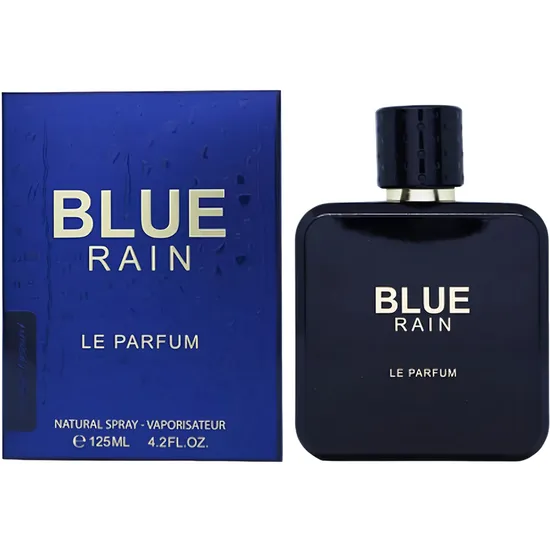 BLUE
RAIN
LE PARFUM
NATURAL SPRAY - VAPORISATEUR
℮ 125ML 4.2FL.OZ.
BLUE
RAIN
LE PARFUM